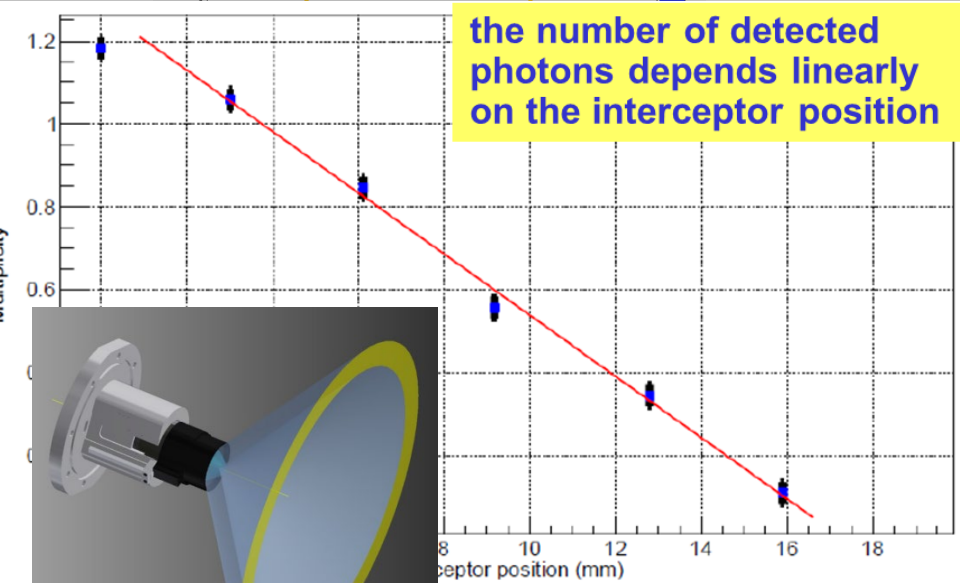 the number of detected
photons depends linearly
on the interceptor position
1.2
1
0.8
0.6
8 10 12 14 16 18
ceptor position (mm)